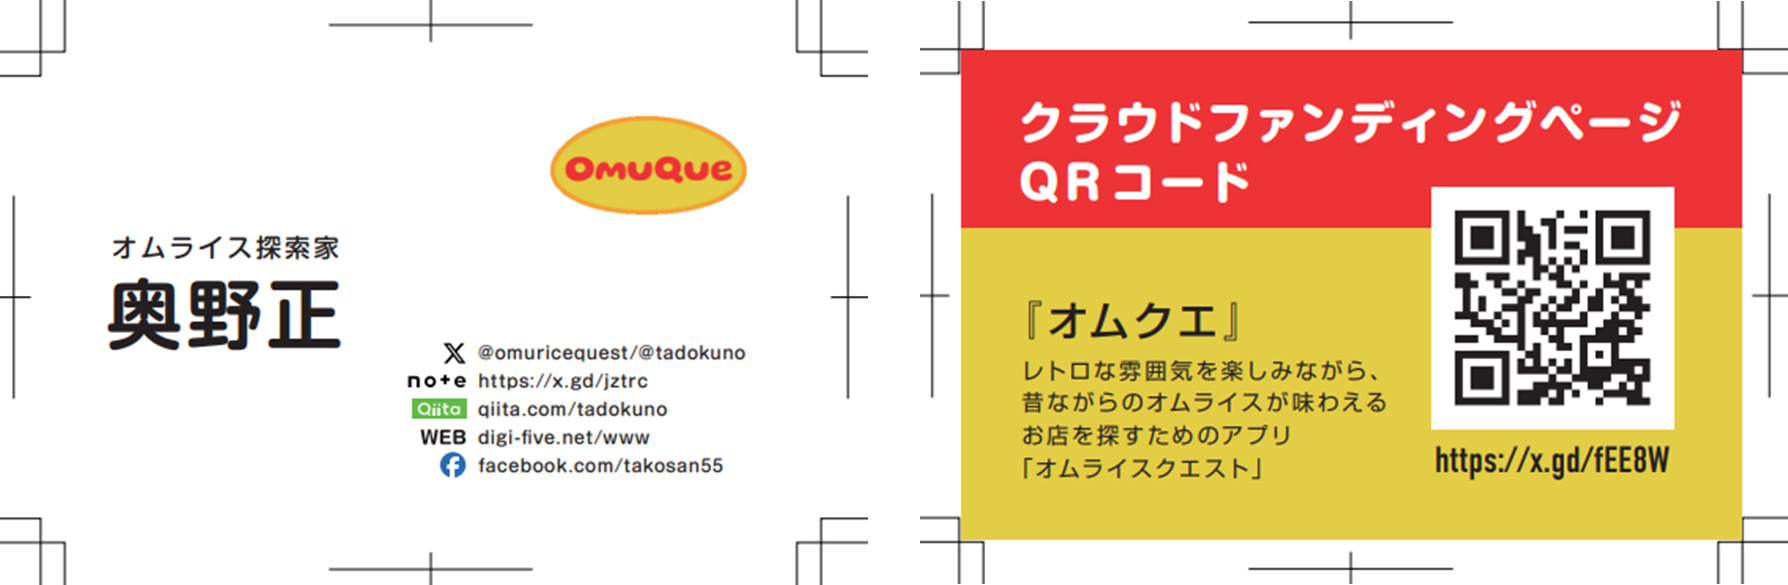 OMUQUe
オムライス探索家
奥野正
X @omuricequest/@tadokuno
note https://x.gd/jztrc
Qiita qiita.com/tadokuno
WEB digi-five.net/www
f facebook.com/takosan55
クラウドファンディングページ
QRコード
『オムクエ』
レトロな雰囲気を楽しみながら、
昔ながらのオムライスが味わえる
お店を探すためのアプリ
「オムライスクエスト」
https://x.gd/fEE8W